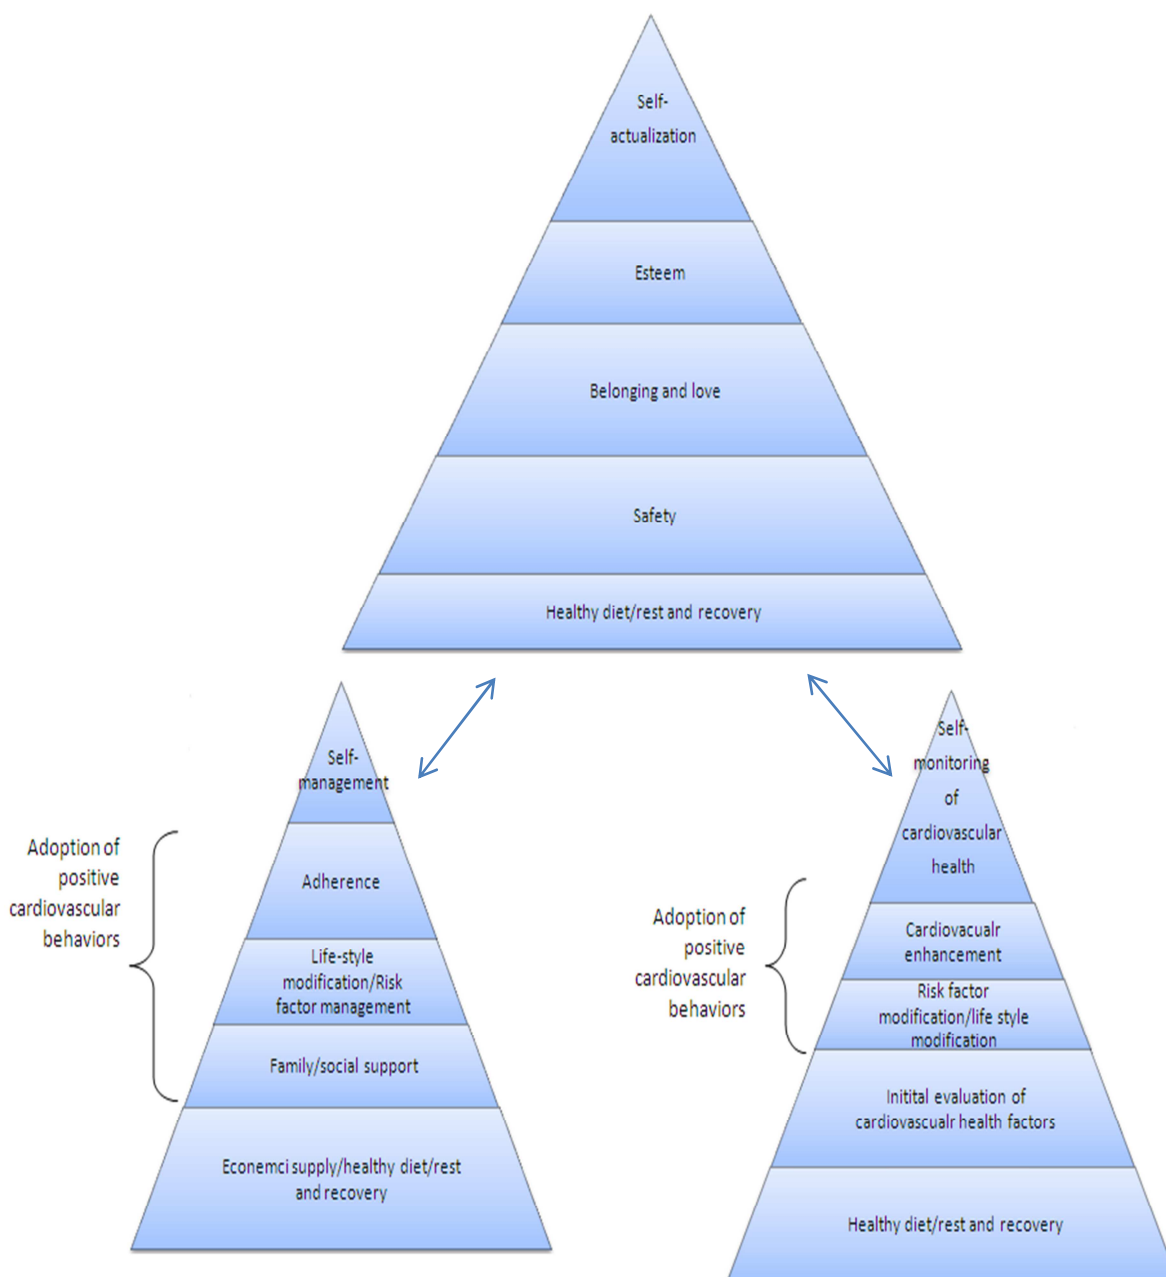 Self-
actualization
Esteem
Belonging and love
Safety
Healthy diet/rest and recovery
Self-
management
Adherence
Life-style
modification/Risk
factor management
Family/social support
Econemci supply/healthy diet/rest
and recovery
Adoption of
positive
cardiovascular
behaviors
Self-
monitoring
of
cardiovascular
health
Cardiovacualr
enhancement
Risk factor
modification/life style
modification
Initital evaluation of
cardiovascualr health factors
Healthy diet/rest and recovery
Adoption of
positive
cardiovascular
behaviors